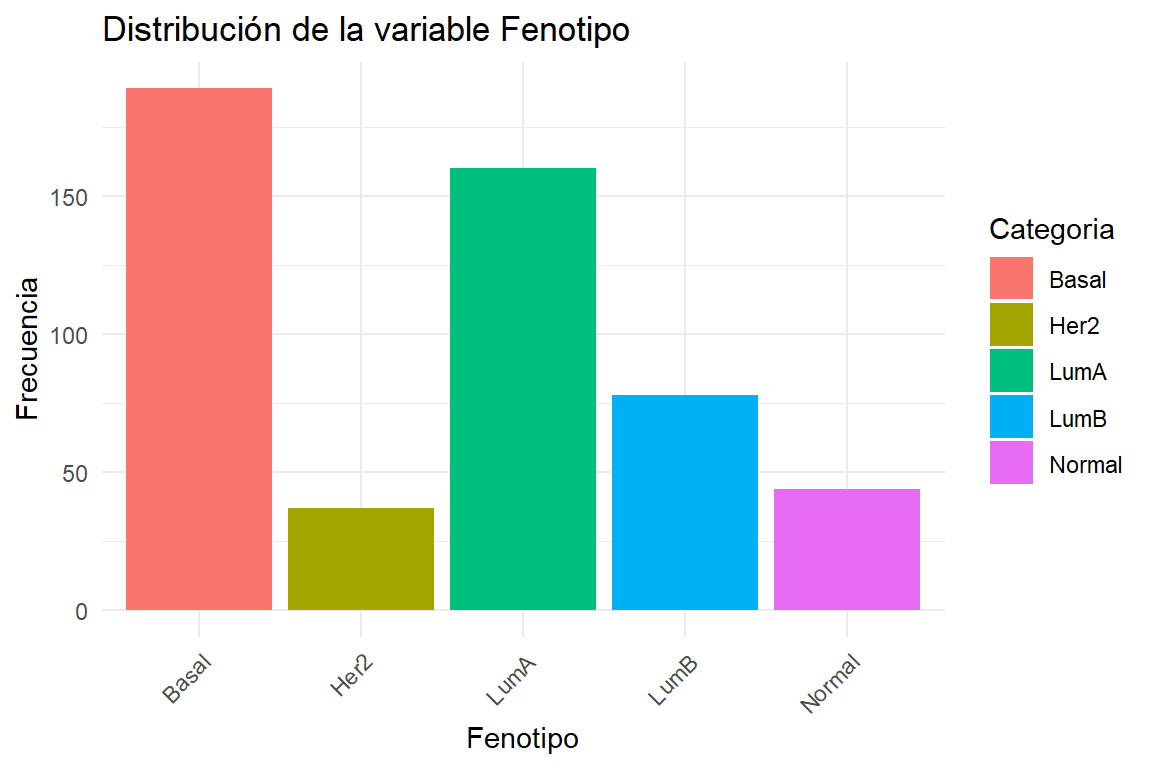 Distribución de la variable Fenotipo
Frecuencia
150
100
50
0
Basal
Her2
LumA
LumB
Normal
Fenotipo
Categoria
Basal
Her2
LumA
LumB
Normal